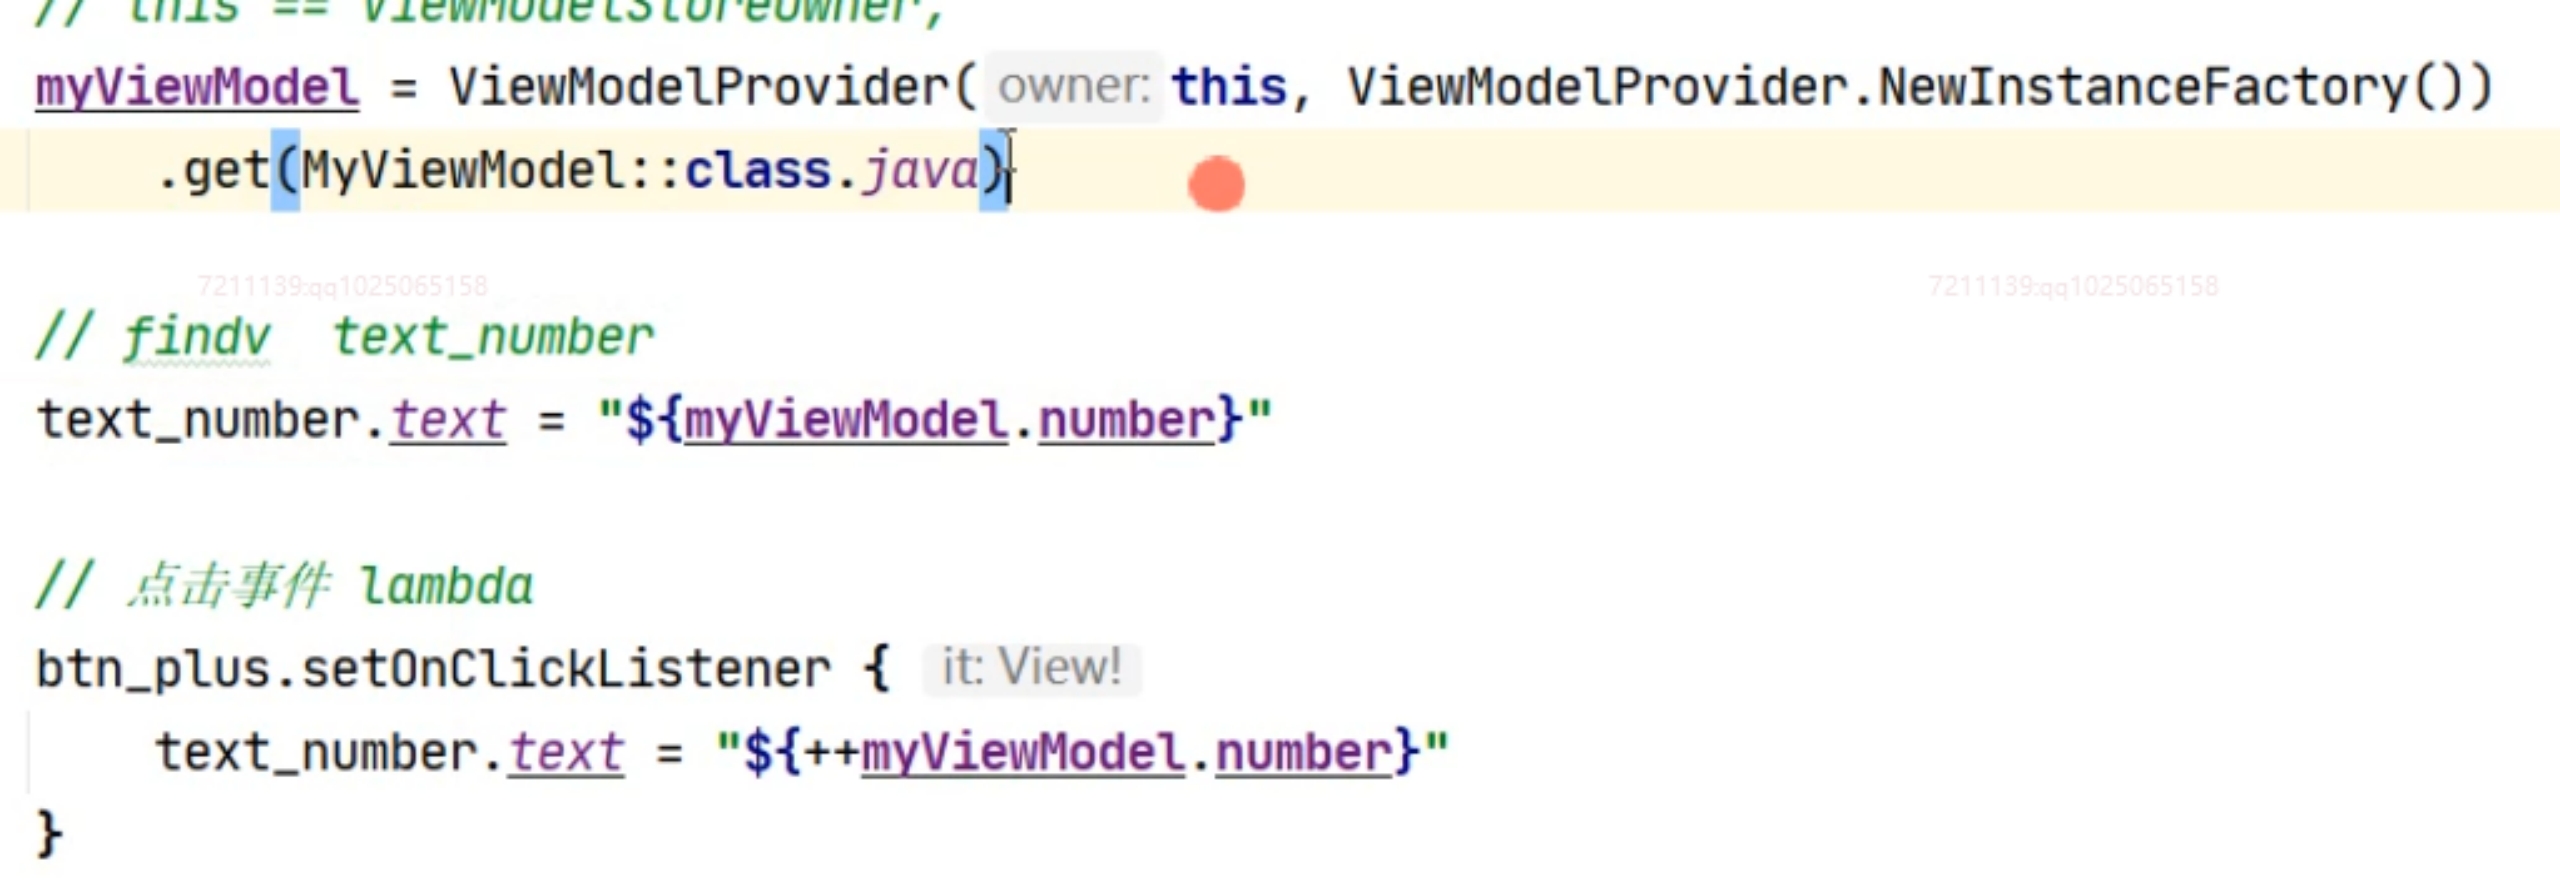 // this == ViewModelStoreOwner,
myViewModel = ViewModelProvider( owner: this, ViewModelProvider.NewInstanceFactory())
.get(MyViewModel::class.java)
7211139:qq1025065158 7211139:qq1025065158
// findv  text_number
text_number.text = "${myViewModel.number}"
// 点击事件 lambda
btn_plus.setOnClickListener { it: View!
text_number.text = "${++myViewModel.number}"
}